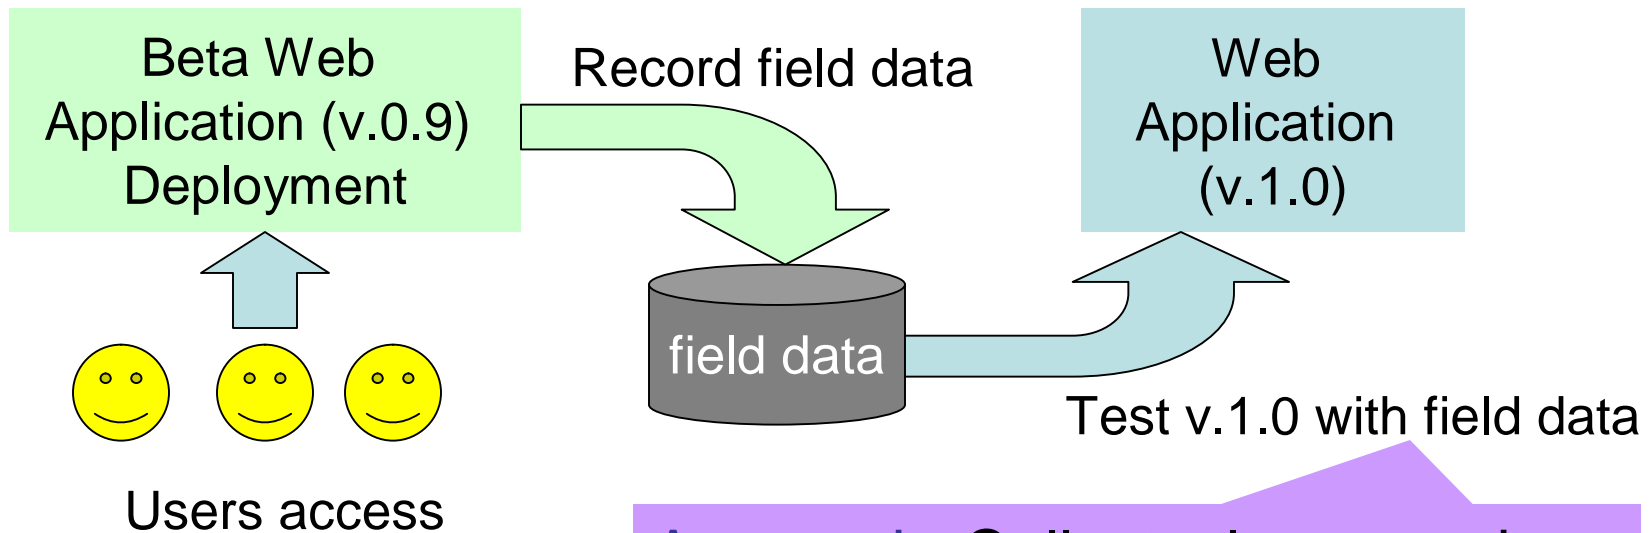 Beta Web
Application (v.0.9)
Deployment
Record field data
Web
Application
(v.1.0)
field data
Test v.1.0 with field data
Users access